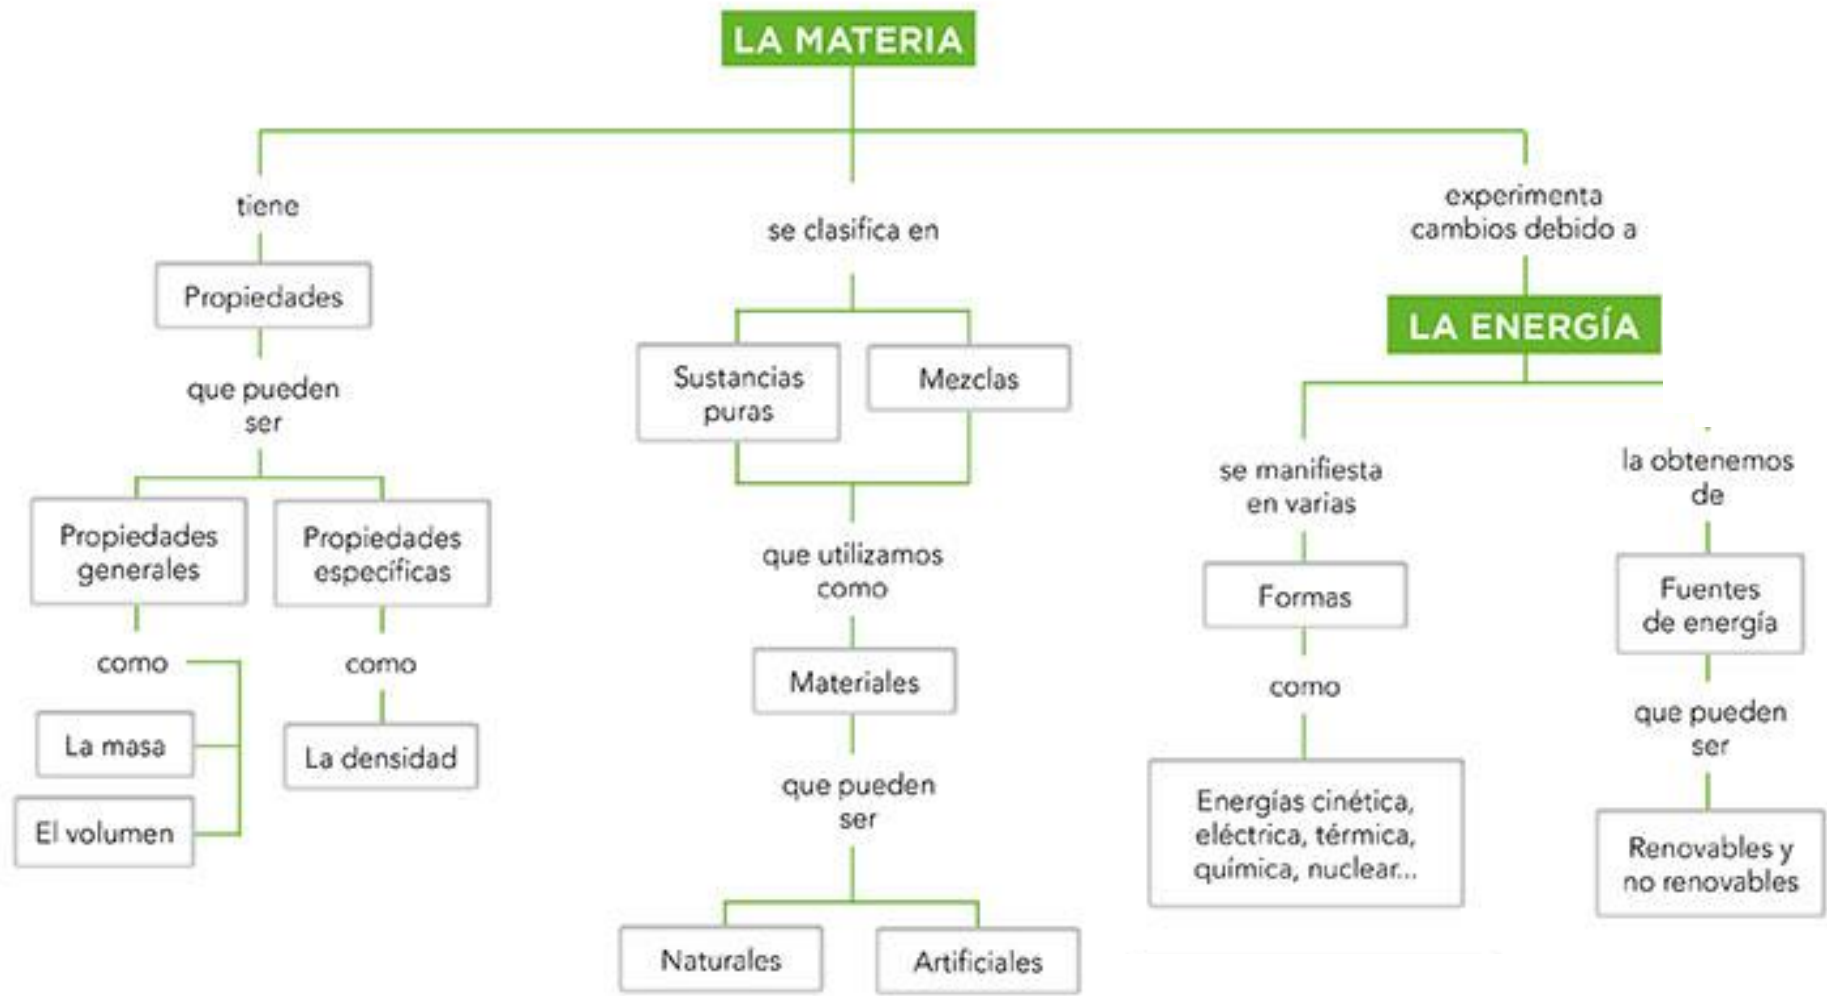 LA MATERIA
tiene
Propiedades
que pueden
ser
Propiedades
generales
como
La masa
El volumen
Propiedades
específicas
como
La densidad
se clasifica en
Sustancias
puras
Mezclas
que utilizamos
como
Materiales
que pueden
ser
Naturales
Artificiales
experimenta
cambios debido a
LA ENERGÍA
se manifiesta
en varias
Formas
como
Energías cinética,
eléctrica, térmica,
química, nuclear...
la obtenemos
de
Fuentes
de energía
que pueden
ser
Renovables y
no renovables